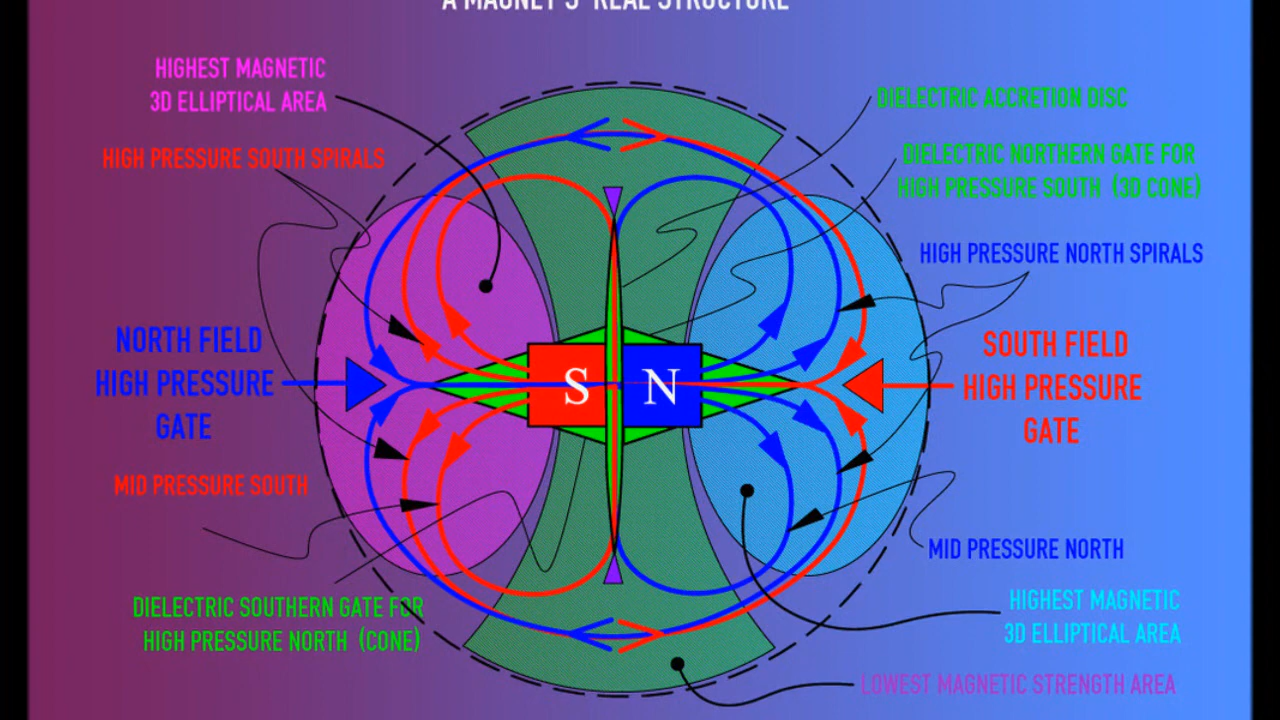 A MAGNET'S REAL STRUCTURE
HIGHEST MAGNETIC
3D ELLIPTICAL AREA
HIGH PRESSURE SOUTH SPIRALS
DIELECTRIC ACCRETION DISC
DIELECTRIC NORTHERN GATE FOR
HIGH PRESSURE SOUTH (3D CONE)
HIGH PRESSURE NORTH SPIRALS
NORTH FIELD
HIGH PRESSURE
GATE
S
N
SOUTH FIELD
HIGH PRESSURE
GATE
MID PRESSURE SOUTH
MID PRESSURE NORTH
DIELECTRIC SOUTHERN GATE FOR
HIGH PRESSURE NORTH (CONE)
HIGHEST MAGNETIC
3D ELLIPTICAL AREA
LOWEST MAGNETIC STRENGTH AREA